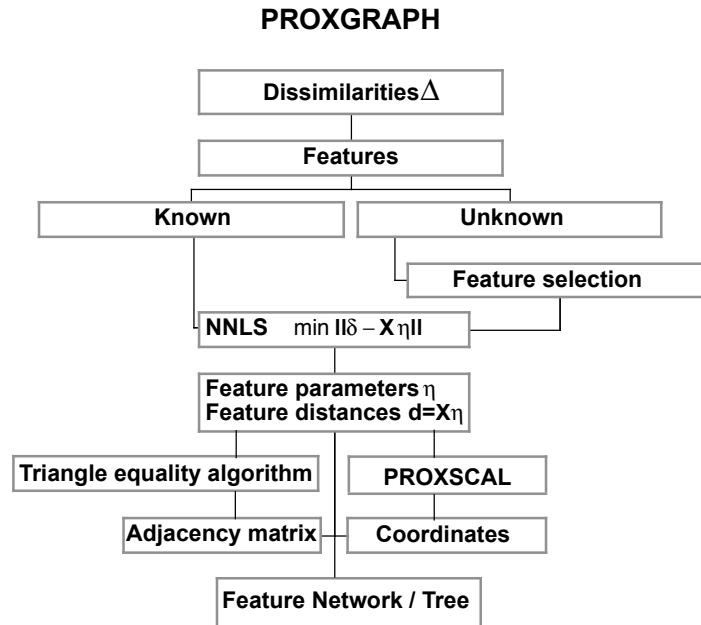 PROXGRAPH
Dissimilarities Δ
Features
Known
Unknown
Feature selection
NNLS min ||δ – X η||
Feature parameters η
Feature distances d=Xη
Triangle equality algorithm
PROXSCAL
Adjacency matrix
Coordinates
Feature Network / Tree